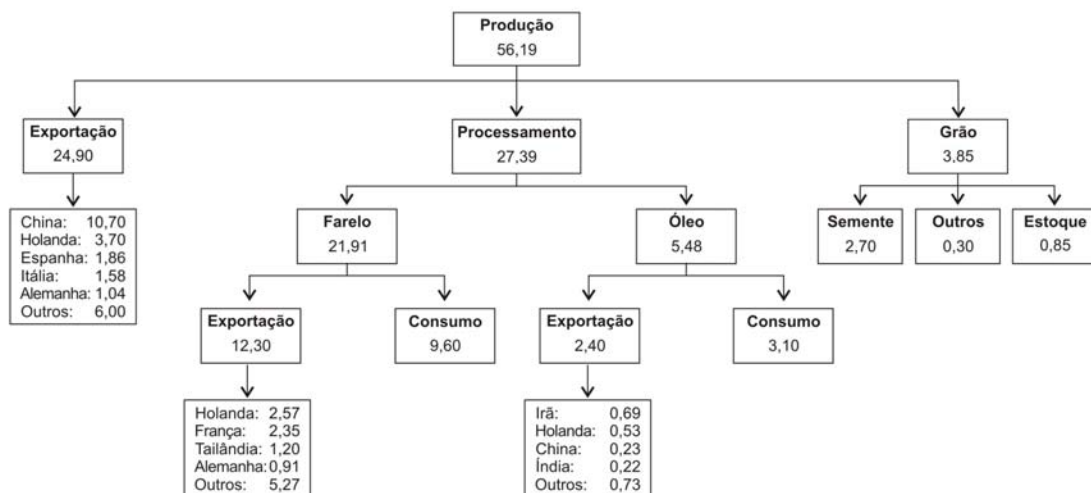 Produção
56,19
Exportação
24,90
Processamento
27,39
Grão
3,85
China: 10,70
Holanda: 3,70
Espanha: 1,86
Itália: 1,58
Alemanha: 1,04
Outros: 6,00
Farelo
21,91
Óleo
5,48
Semente
2,70
Outros
0,30
Estoque
0,85
Exportação
12,30
Consumo
9,60
Exportação
2,40
Consumo
3,10
Holanda: 2,57
França: 2,35
Tailândia: 1,20
Alemanha: 0,91
Outros: 5,27
Irã: 0,69
Holanda: 0,53
China: 0,23
Índia: 0,22
Outros: 0,73